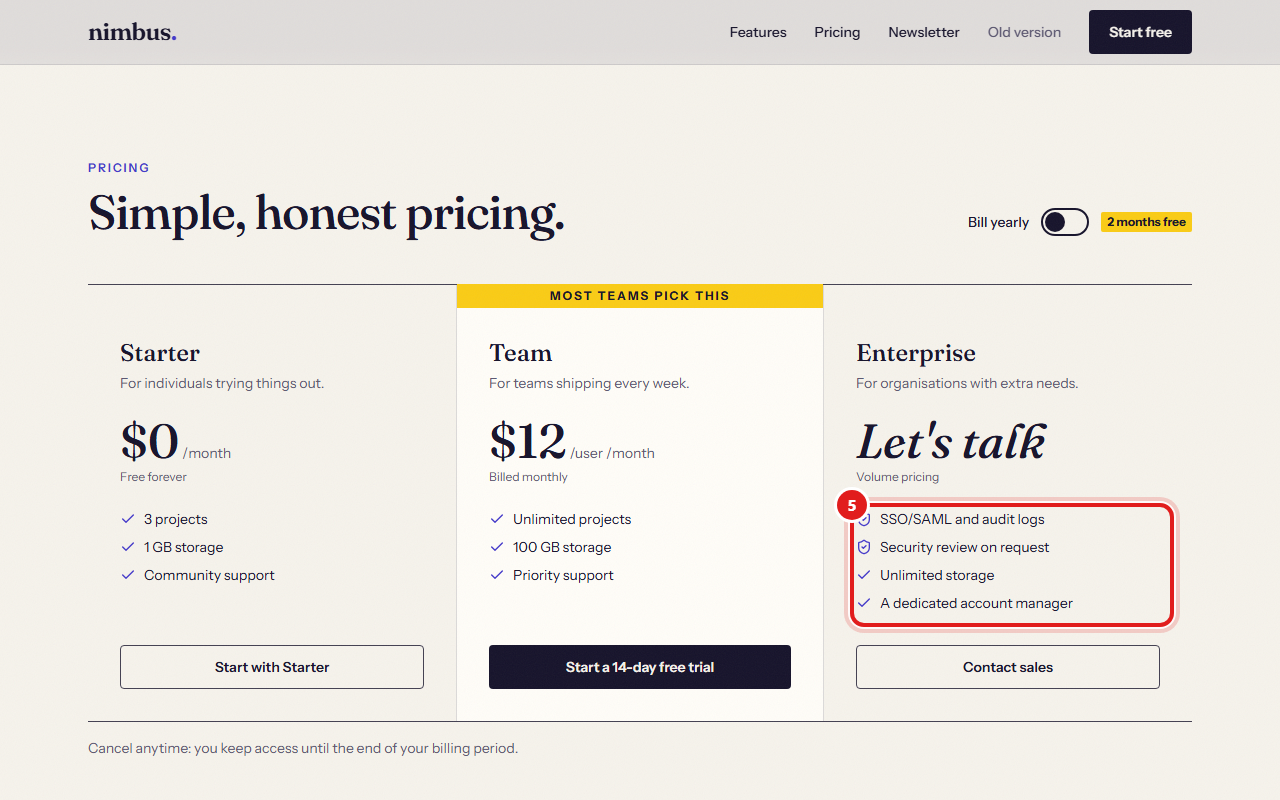 nimbus.
Features Pricing Newsletter Old version Start free
PRICING
Simple, honest pricing.
Bill yearly 2 months free
MOST TEAMS PICK THIS
Starter
For individuals trying things out.
$0 /month
Free forever
3 projects
1 GB storage
Community support
Start with Starter
Team
For teams shipping every week.
$12 /user /month
Billed monthly
Unlimited projects
100 GB storage
Priority support
Start a 14-day free trial
Enterprise
For organisations with extra needs.
Let's talk
Volume pricing
5
SSO/SAML and audit logs
Security review on request
Unlimited storage
A dedicated account manager
Contact sales
Cancel anytime: you keep access until the end of your billing period.